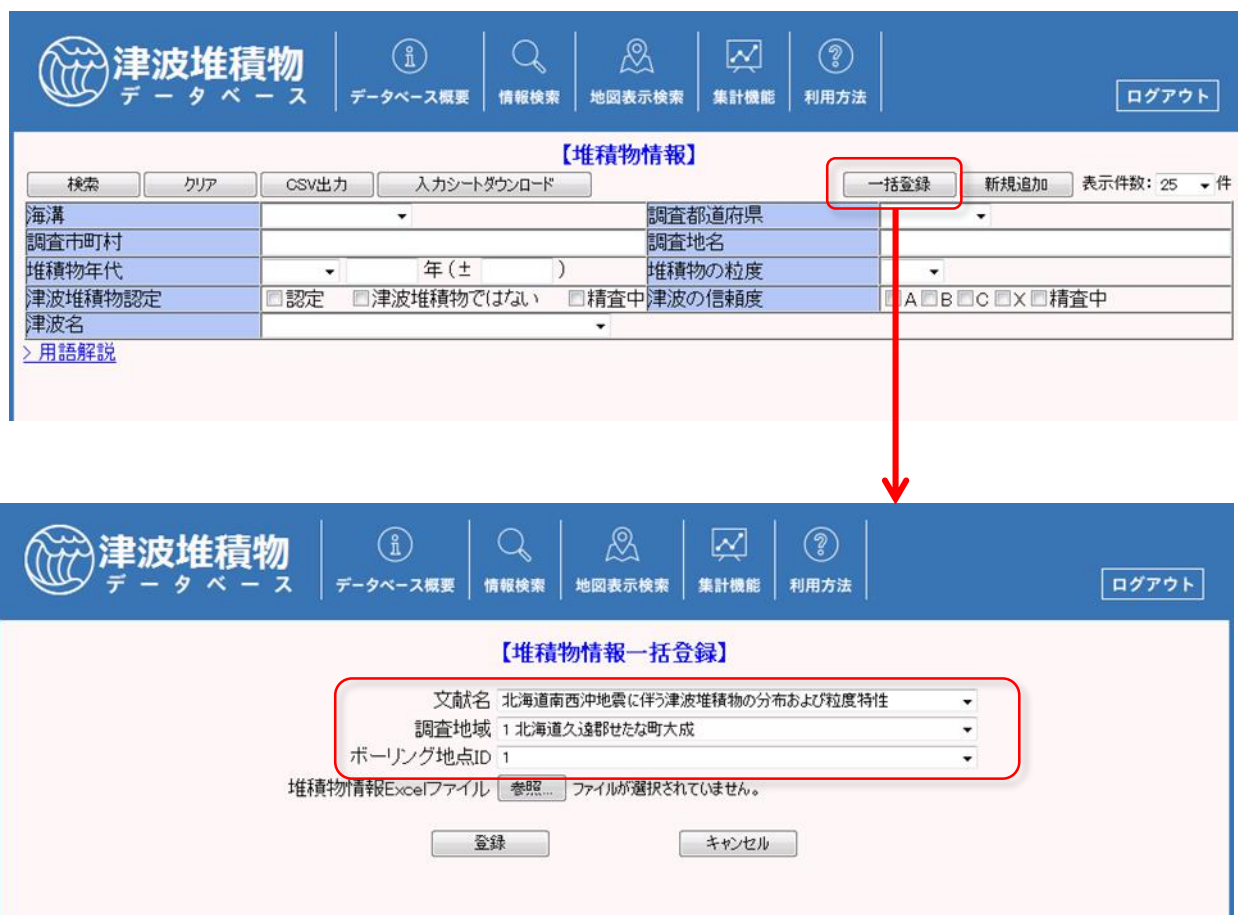 津波堆積物
データベース
データベース概要 情報検索 地図表示検索 集計機能 利用方法
ログアウト
【堆積物情報】
検索 クリア CSV出力 入力シートダウンロード 一括登録 新規追加 表示件数: 25 件
海溝 調査都道府県
調査市町村 調査地名
堆積物年代 年 (± ) 堆積物の粒度
津波堆積物認定 認定 津波堆積物ではない 精査中 津波の信頼度 A B C X 精査中
津波名
> 用語解説
津波堆積物
データベース
データベース概要 情報検索 地図表示検索 集計機能 利用方法
ログアウト
【堆積物情報一括登録】
文献名 北海道南西沖地震に伴う津波堆積物の分布および粒度特性
調査地域 1 北海道久遠郡せたな町大成
ボーリング地点ID 1
堆積物情報Excelファイル 参照... ファイルが選択されていません。
登録 キャンセル